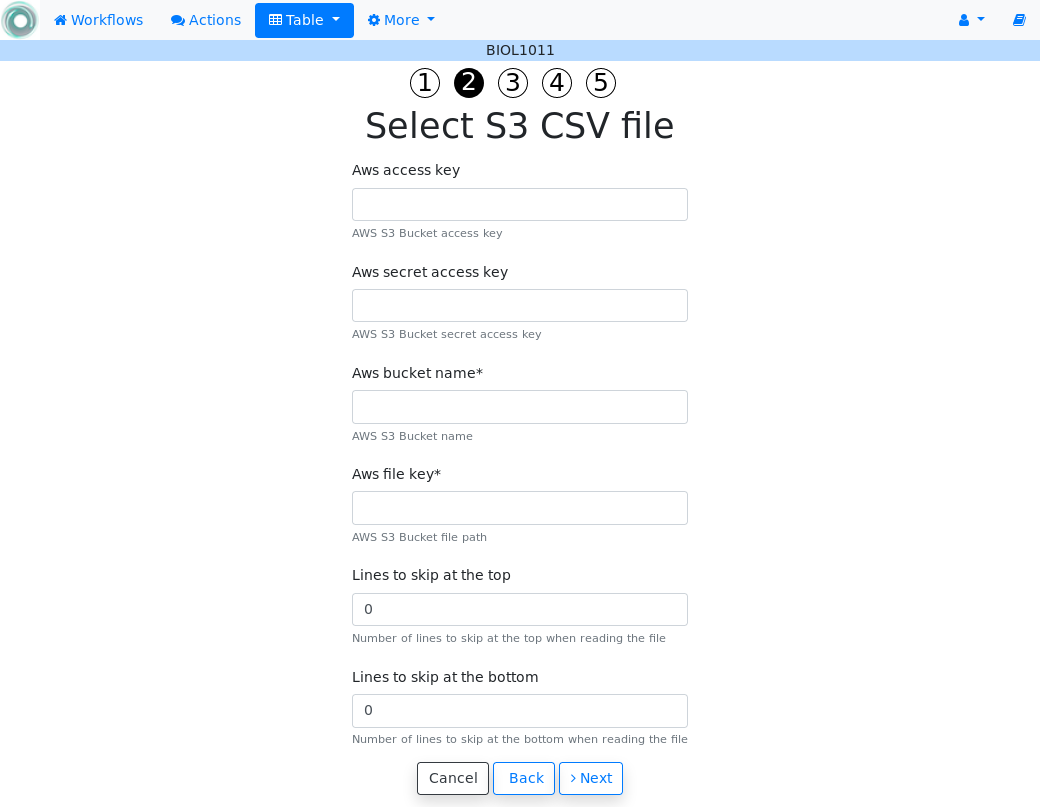 Workflows Actions Table More
BIOL1011
1 2 3 4 5
Select S3 CSV file
Aws access key
AWS S3 Bucket access key
Aws secret access key
AWS S3 Bucket secret access key
Aws bucket name*
AWS S3 Bucket name
Aws file key*
AWS S3 Bucket file path
Lines to skip at the top
0
Number of lines to skip at the top when reading the file
Lines to skip at the bottom
0
Number of lines to skip at the bottom when reading the file
Cancel Back Next